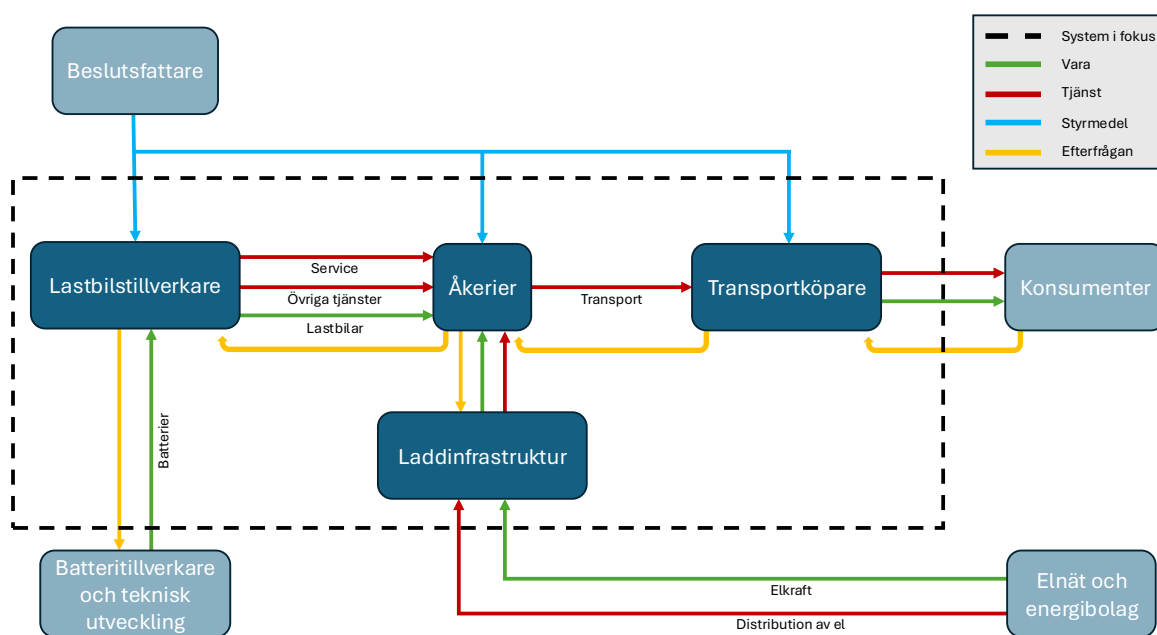 Beslutsfattare
System i fokus
Vara
Tjänst
Styrmedel
Efterfrågan
Lastbilstillverkare
Service
Övriga tjänster
Lastbilar
Åkerier
Transport
Transportköpare
Konsumenter
Batterier
Laddinfrastruktur
Batteritillverkare
och teknisk
utveckling
Elkraft
Distribution av el
Elnät och
energibolag